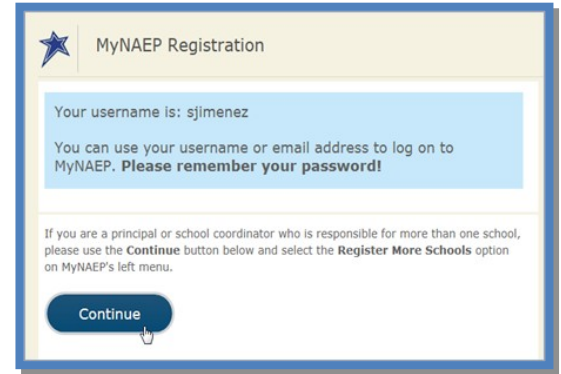 MyNAEP Registration
Your username is: sjimenez
You can use your username or email address to log on to
MyNAEP. Please remember your password!
If you are a principal or school coordinator who is responsible for more than one school,
please use the Continue button below and select the Register More Schools option
on MyNAEP's left menu.
Continue